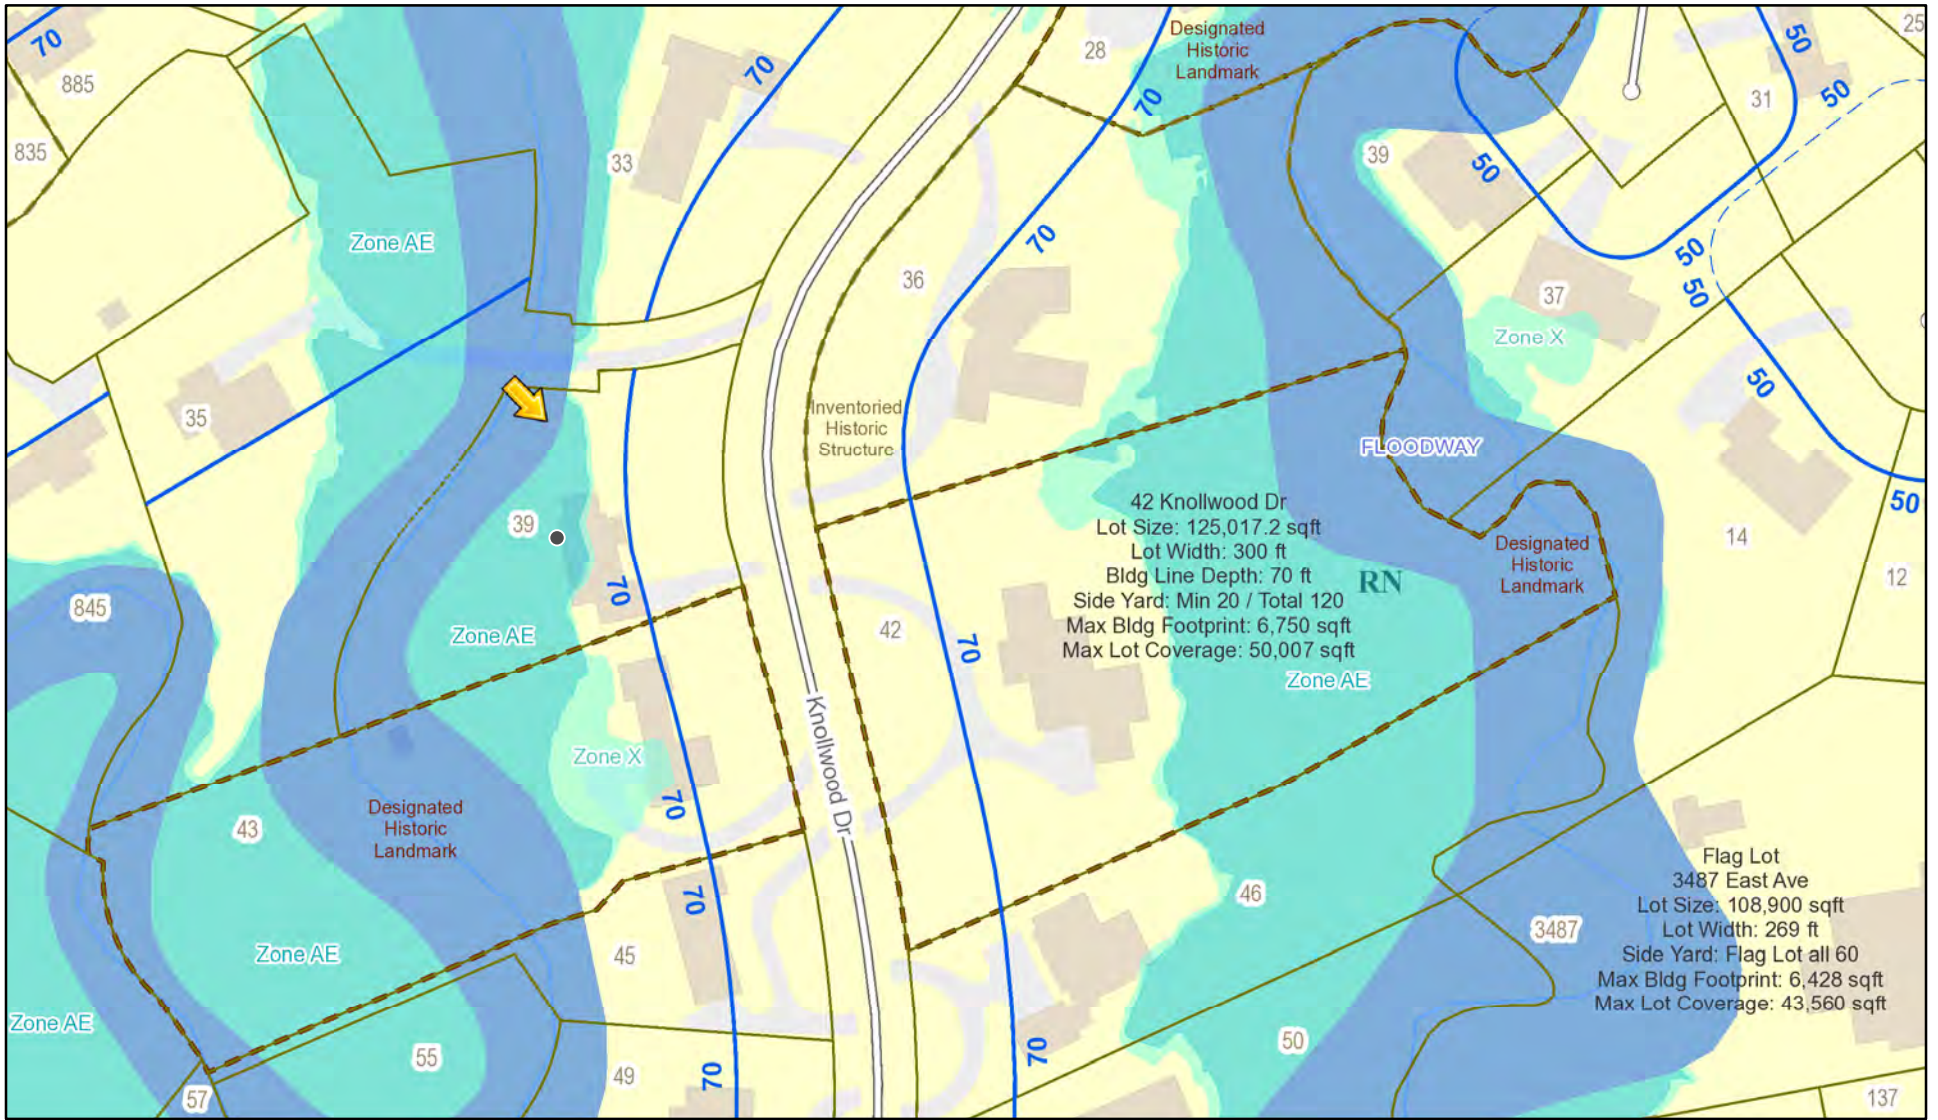 70
885
835
33
70
28
Designated
Historic
Landmark
70
39
50
50
31
50
25
Zone AE
36
70
50
50
37
Zone X
35
Inventoried
Historic
Structure
FLOODWAY
50
50
39
42 Knollwood Dr
Lot Size: 125,017.2 sqft
Lot Width: 300 ft
Bldg Line Depth: 70 ft
Side Yard: Min 20 / Total 120
Max Bldg Footprint: 6,750 sqft
Max Lot Coverage: 50,007 sqft
RN
Designated
Historic
Landmark
14
12
845
70
Zone AE
42
70
Zone AE
Zone X
Knollwood Dr
70
Designated
Historic
Landmark
43
70
46
Flag Lot
3487 East Ave
Lot Size: 108,900 sqft
Lot Width: 269 ft
Side Yard: Flag Lot all 60
Max Bldg Footprint: 6,428 sqft
Max Lot Coverage: 43,560 sqft
3487
Zone AE
45
Zone AE
55
49
70
70
50
57
137